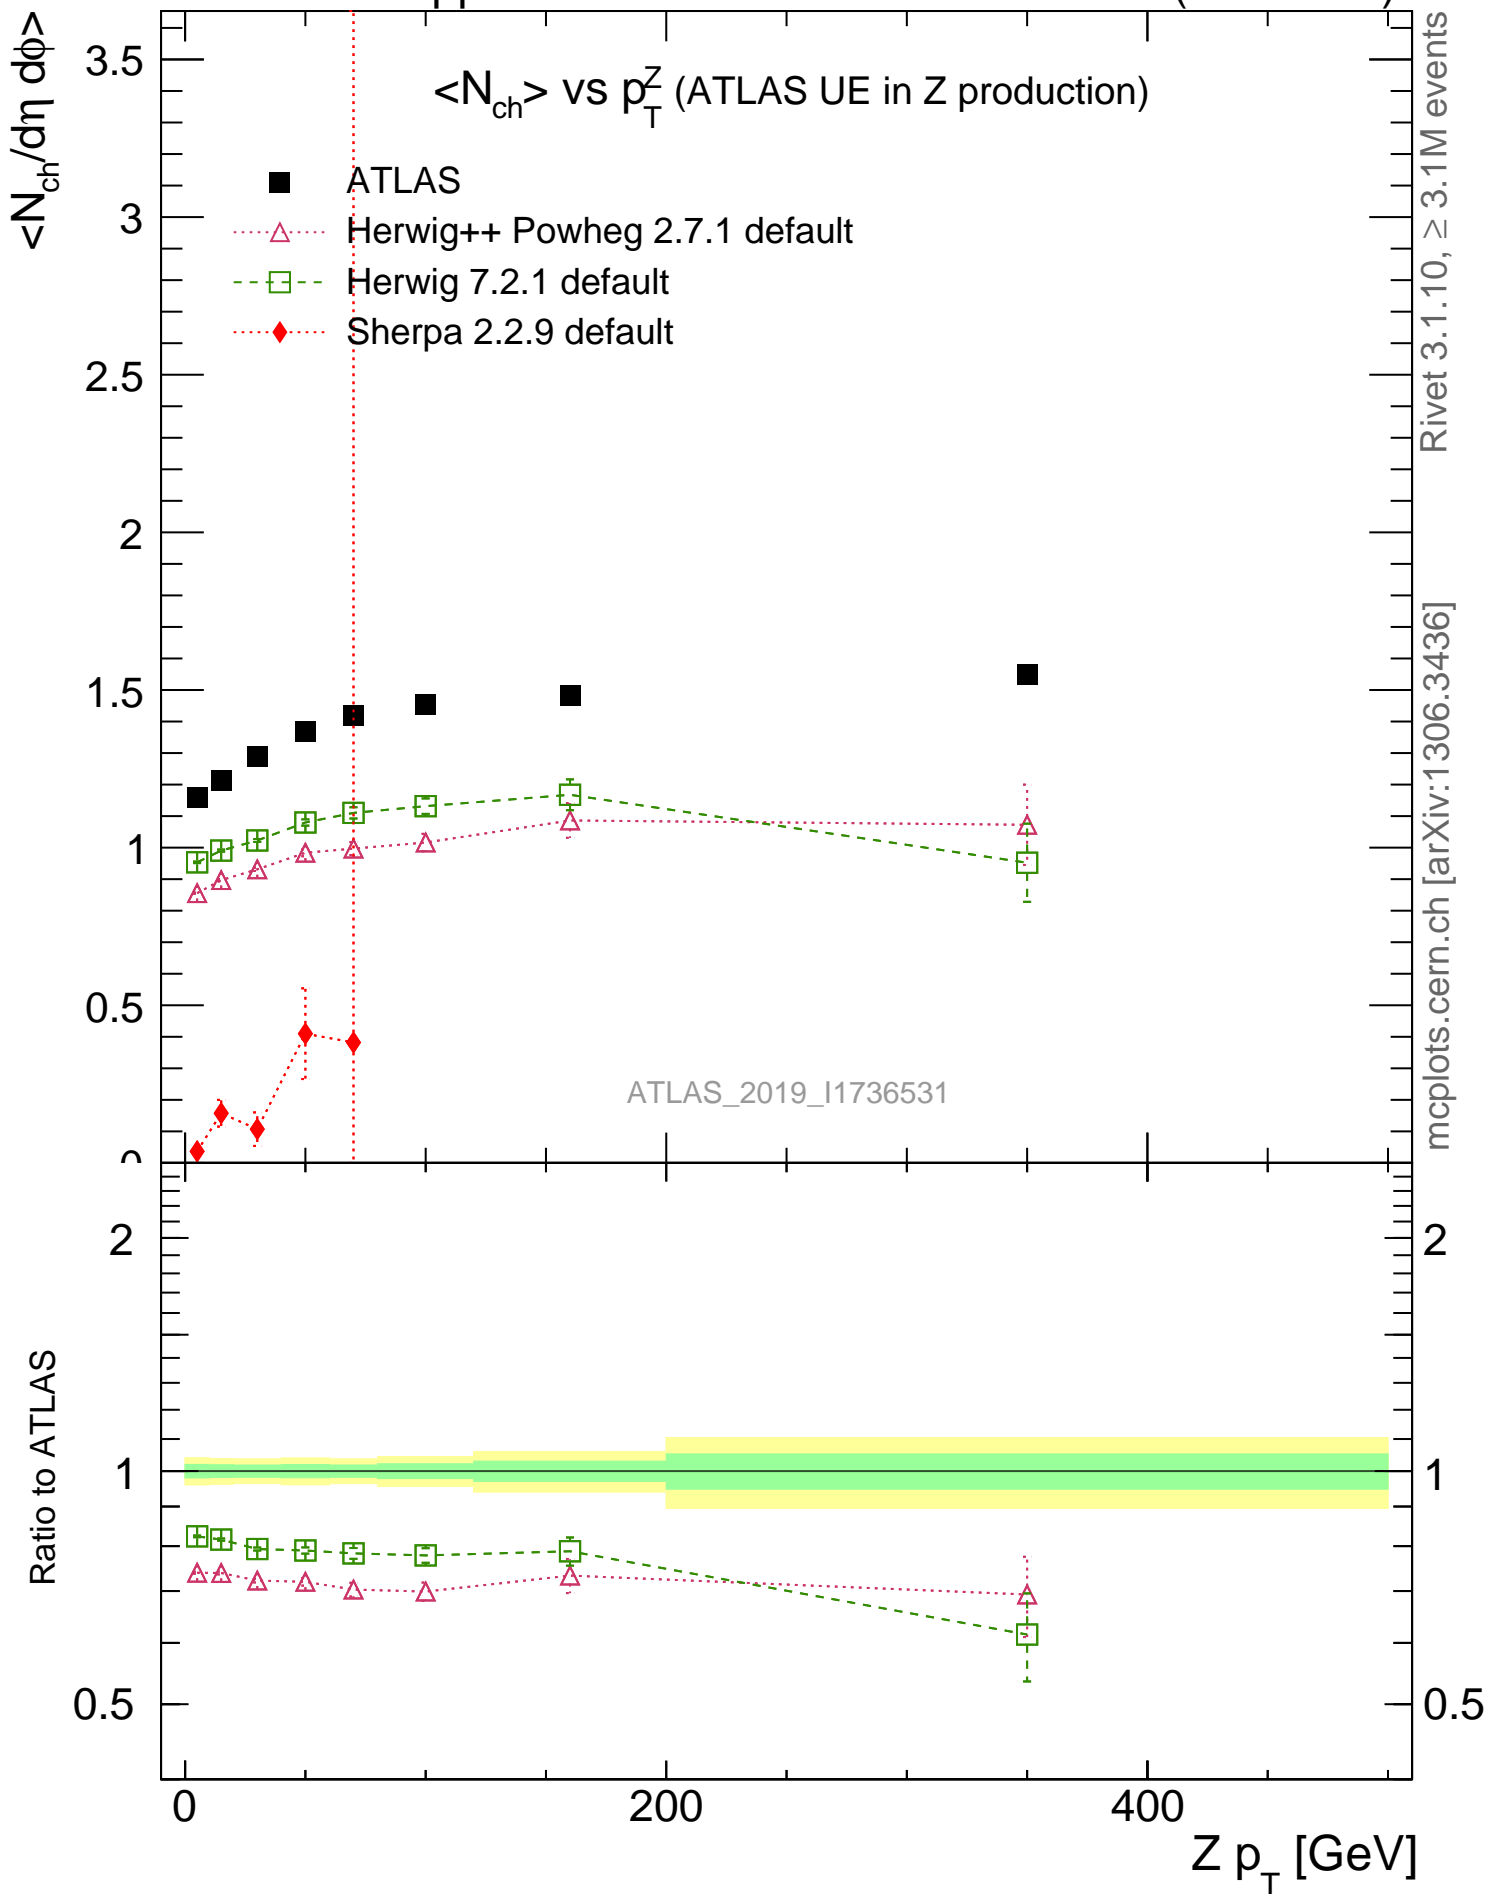 pp
<N_ch> vs p_T^Z (ATLAS UE in Z production)
<N_ch/dη dϕ>
ATLAS
Herwig++ Powheg 2.7.1 default
Herwig 7.2.1 default
Sherpa 2.2.9 default
3.5
3
2.5
2
1.5
1
0.5
0
ATLAS_2019_I1736531
Rivet 3.1.10, ≥ 3.1M events
mcplots.cern.ch [arXiv:1306.3436]
Ratio to ATLAS
2
1
0.5
2
1
0.5
0 200 400
Z p_T [GeV]